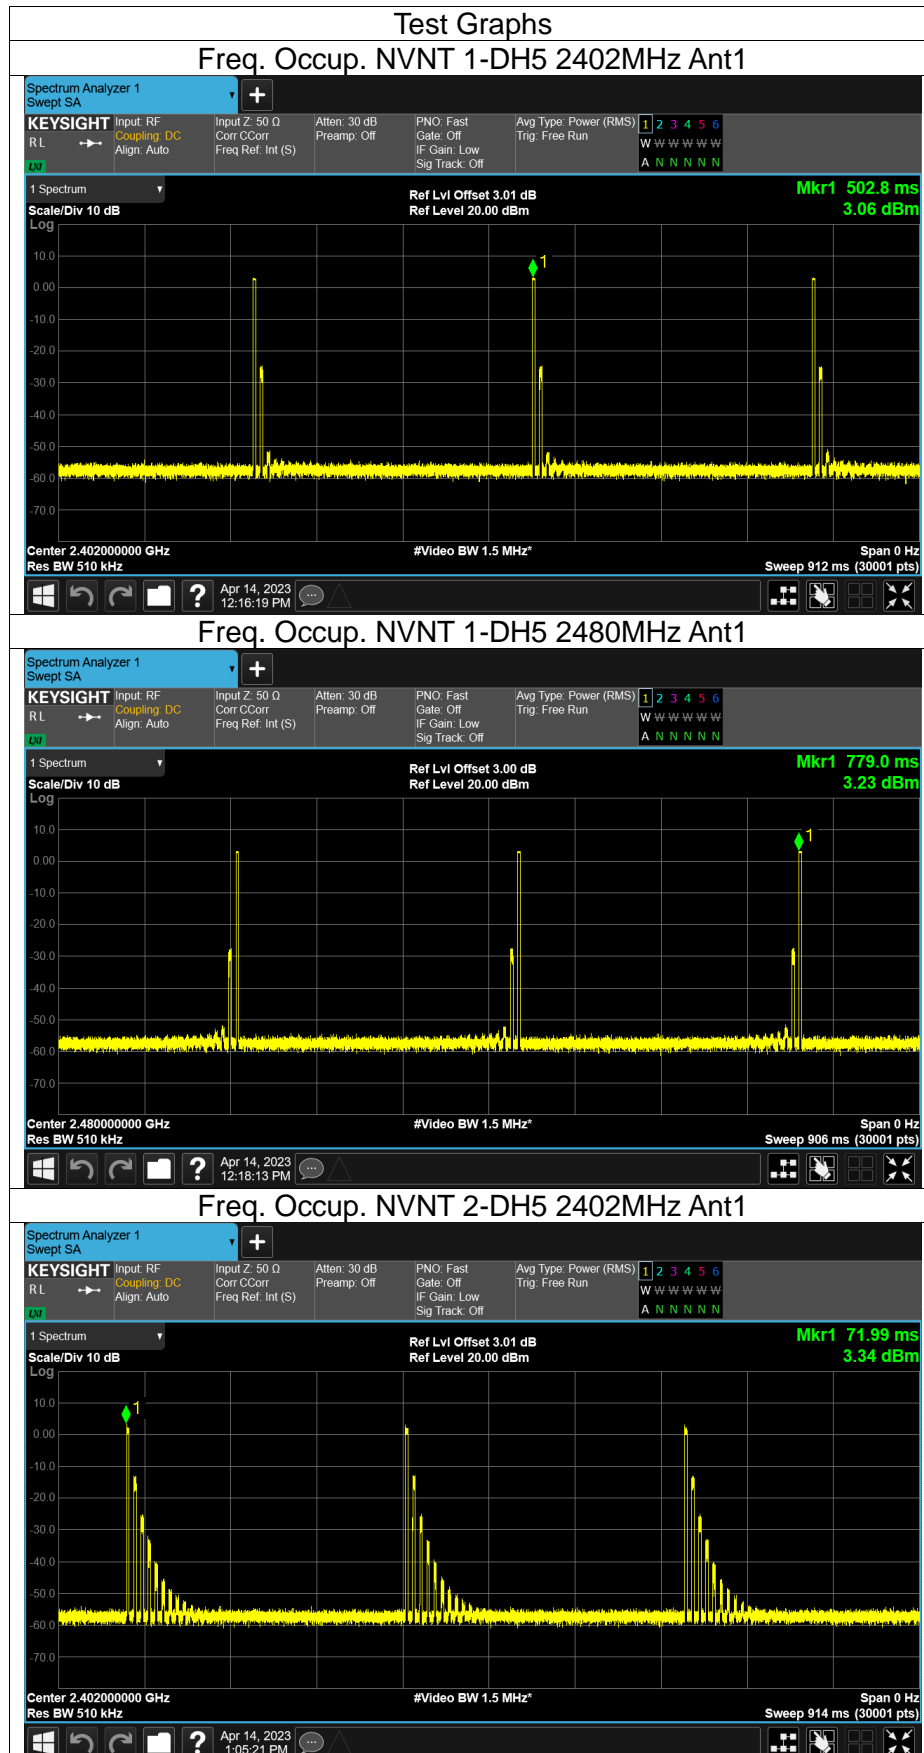 Test Graphs
Freq. Occup. NVNT 1-DH5 2402MHz Ant1
Spectrum Analyzer 1
Swept SA
+
KEYSIGHT Input: RF Input Z: 50 Ω Atten: 30 dB PNO: Fast Avg Type: Power (RMS) 1 2 3 4 5 6
R L Coupling: DC Corr CCorr Preamp: Off Gate: Off Trig: Free Run W W W W W W
Align: Auto Freq Ref: Int (S) IF Gain: Low
LXI Sig Track: Off A N N N N N
1 Spectrum Ref Lvl Offset 3.01 dB Mkr1 502.8 ms
Scale/Div 10 dB Ref Level 20.00 dBm 3.06 dBm
Log
10.0
1
0.00
-10.0
-20.0
-30.0
-40.0
-50.0
-60.0
-70.0
Center 2.402000000 GHz #Video BW 1.5 MHz* Span 0 Hz
Res BW 510 kHz Sweep 912 ms (30001 pts)
? Apr 14, 2023
12:16:19 PM
Freq. Occup. NVNT 1-DH5 2480MHz Ant1
Spectrum Analyzer 1
Swept SA
+
KEYSIGHT Input: RF Input Z: 50 Ω Atten: 30 dB PNO: Fast Avg Type: Power (RMS) 1 2 3 4 5 6
R L Coupling: DC Corr CCorr Preamp: Off Gate: Off Trig: Free Run W W W W W W
Align: Auto Freq Ref: Int (S) IF Gain: Low
LXI Sig Track: Off A N N N N N
1 Spectrum Ref Lvl Offset 3.00 dB Mkr1 779.0 ms
Scale/Div 10 dB Ref Level 20.00 dBm 3.23 dBm
Log
10.0
1
0.00
-10.0
-20.0
-30.0
-40.0
-50.0
-60.0
-70.0
Center 2.480000000 GHz #Video BW 1.5 MHz* Span 0 Hz
Res BW 510 kHz Sweep 906 ms (30001 pts)
? Apr 14, 2023
12:18:13 PM
Freq. Occup. NVNT 2-DH5 2402MHz Ant1
Spectrum Analyzer 1
Swept SA
+
KEYSIGHT Input: RF Input Z: 50 Ω Atten: 30 dB PNO: Fast Avg Type: Power (RMS) 1 2 3 4 5 6
R L Coupling: DC Corr CCorr Preamp: Off Gate: Off Trig: Free Run W W W W W W
Align: Auto Freq Ref: Int (S) IF Gain: Low
LXI Sig Track: Off A N N N N N
1 Spectrum Ref Lvl Offset 3.01 dB Mkr1 71.99 ms
Scale/Div 10 dB Ref Level 20.00 dBm 3.34 dBm
Log
10.0
1
0.00
-10.0
-20.0
-30.0
-40.0
-50.0
-60.0
-70.0
Center 2.402000000 GHz #Video BW 1.5 MHz* Span 0 Hz
Res BW 510 kHz Sweep 914 ms (30001 pts)
? Apr 14, 2023
1:05:21 PM